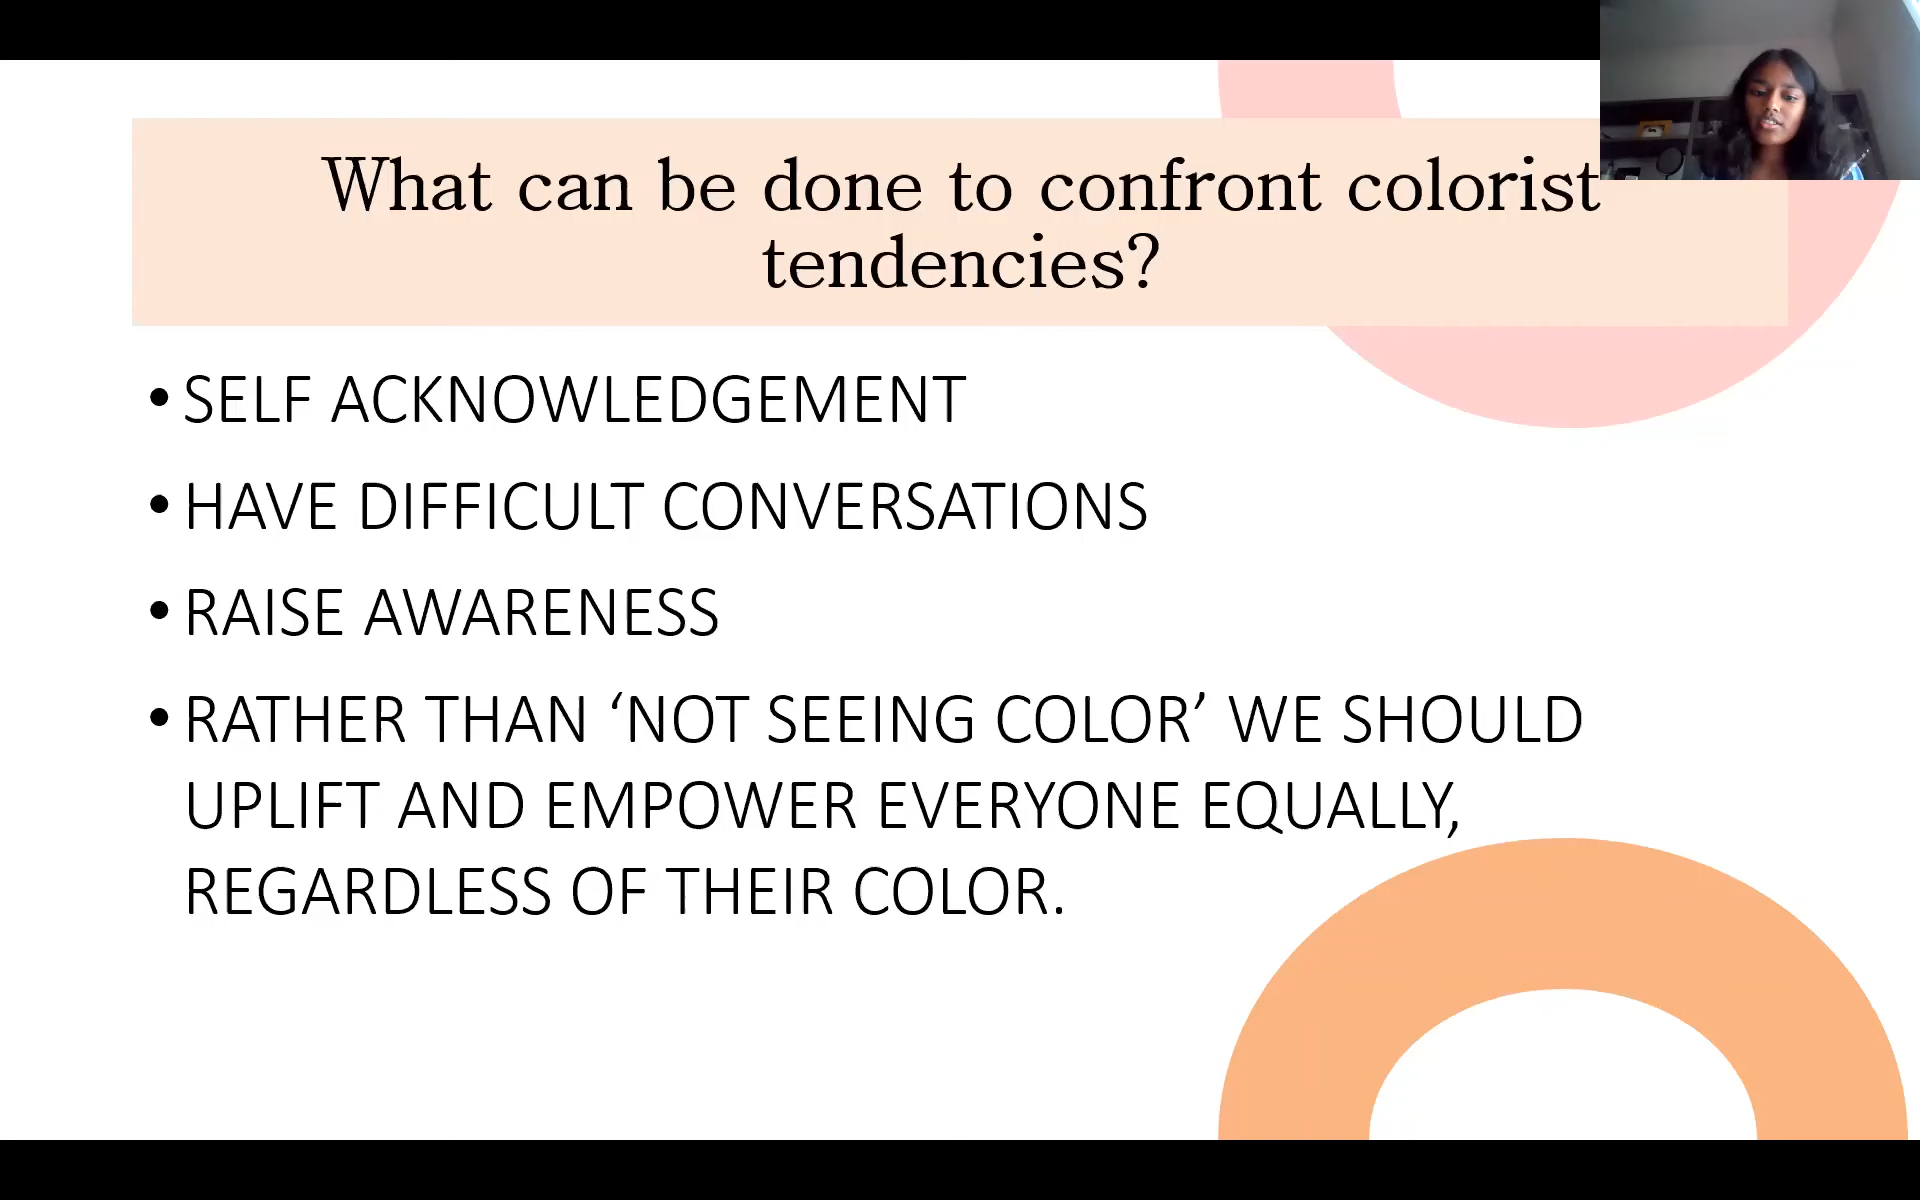 What can be done to confront colorist
tendencies?
• SELF ACKNOWLEDGEMENT
• HAVE DIFFICULT CONVERSATIONS
• RAISE AWARENESS
• RATHER THAN ‘NOT SEEING COLOR’ WE SHOULD
UPLIFT AND EMPOWER EVERYONE EQUALLY,
REGARDLESS OF THEIR COLOR.